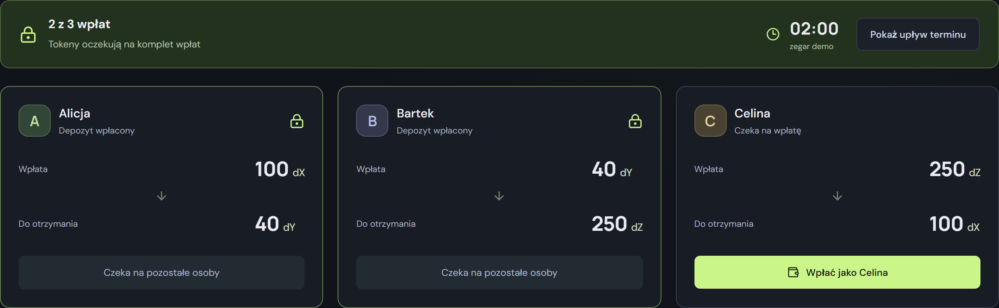 2 z 3 wpłat
Tokeny oczekują na komplet wpłat
02:00
zegar demo
Pokaż upływ terminu
A
Alicja
Depozyt wpłacony
Wpłata
100 dX
Do otrzymania
40 dY
Czeka na pozostałe osoby
B
Bartek
Depozyt wpłacony
Wpłata
40 dY
Do otrzymania
250 dZ
Czeka na pozostałe osoby
C
Celina
Czeka na wpłatę
Wpłata
250 dZ
Do otrzymania
100 dX
Wpłać jako Celina